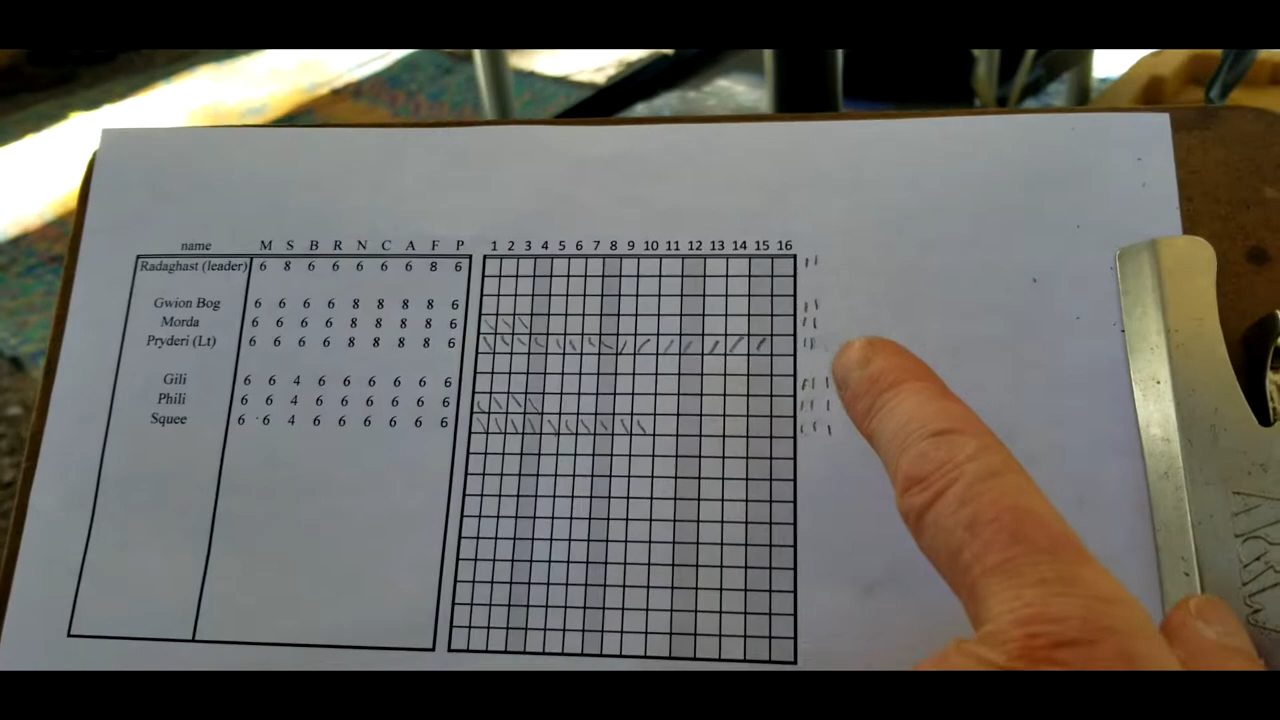 name M S B R N C A F P 1 2 3 4 5 6 7 8 9 10 11 12 13 14 15 16
Radaghast (leader) 6 8 6 6 6 6 6 8 6
Gwion Bog 6 6 6 6 8 8 8 8 6
Morda 6 6 6 6 8 8 8 8 6
Pryderi (Lt) 6 6 6 6 8 8 8 8 6
Gili 6 6 4 6 6 6 6 6 6
Phili 6 6 4 6 6 6 6 6 6
Squee 6 6 4 6 6 6 6 6 6